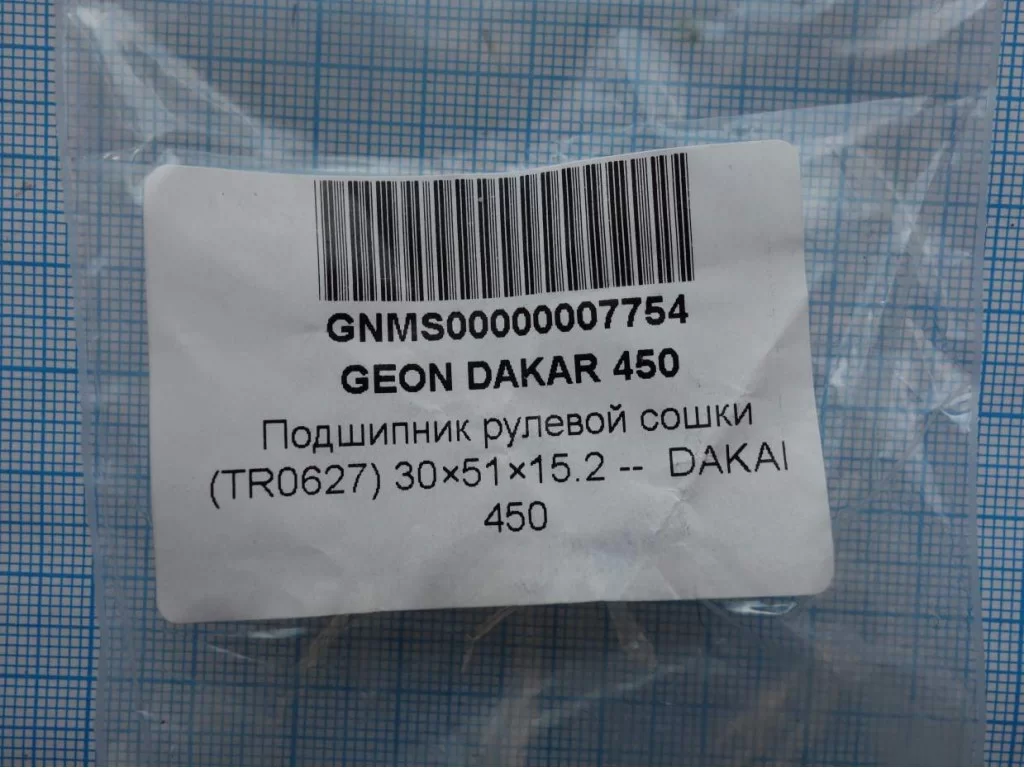 GNMS00000007754
GEON DAKAR 450
Подшипник рулевой сошки
(TR0627) 30×51×15.2 -- DAKAI
450